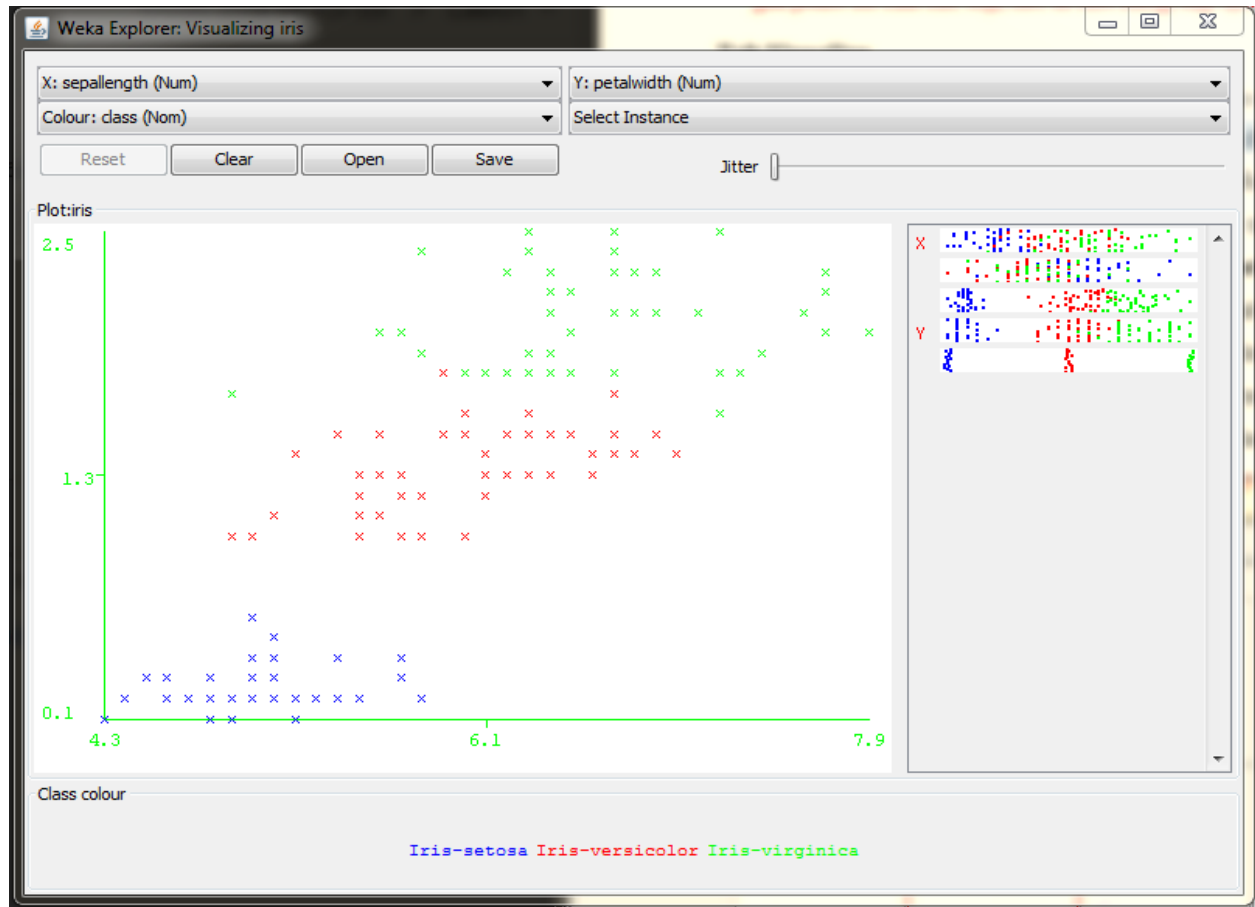 Weka Explorer: Visualizing iris
X: sepallength (Num) Y: petalwidth (Num)
Colour: class (Nom) Select Instance
Reset Clear Open Save Jitter
Plot:iris
2.5
1.3
0.1
4.3 6.1 7.9
X
Y
Class colour
Iris-setosa Iris-versicolor Iris-virginica